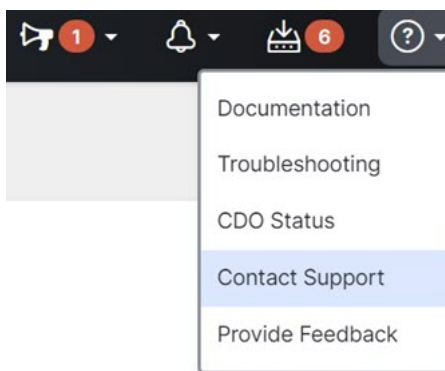 1 6 ?
Documentation
Troubleshooting
CDO Status
Contact Support
Provide Feedback